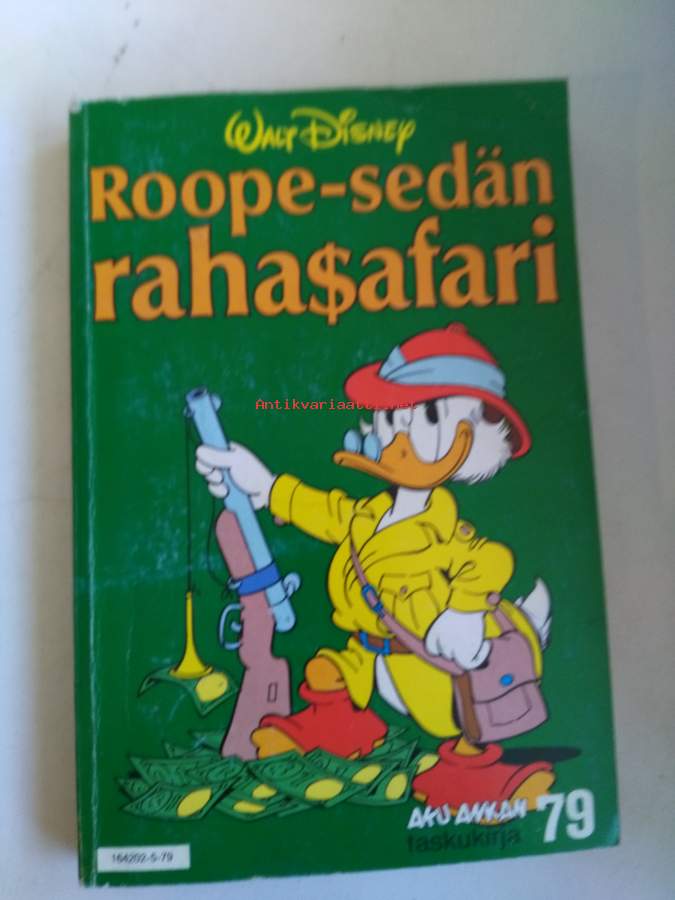 WALT DISNEY
Roope-sedän
raha$afari
Antikvariaatti.net
AKU ANKAN
taskukirja 79
164202-5-79